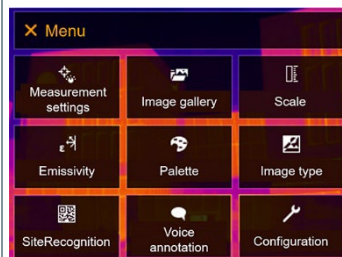 Menu
Measurement
settings
Image gallery
Scale
ε
Emissivity
Palette
Image type
SiteRecognition
Voice
annotation
Configuration